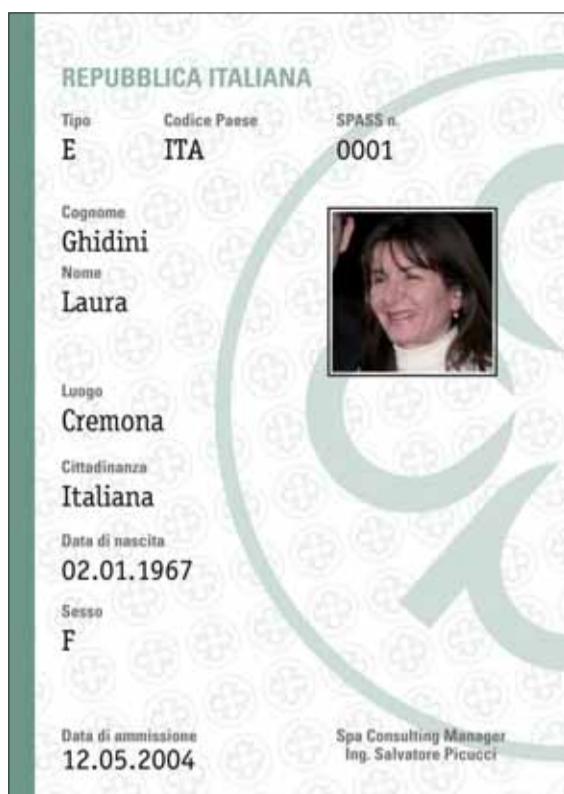 REPUBBLICA ITALIANA
Tipo Codice Paese SPASS n.
E ITA 0001
Cognome
Ghidini
Nome
Laura
Luogo
Cremona
Cittadinanza
Italiana
Data di nascita
02.01.1967
Sesso
F
Data di ammissione
12.05.2004
Spa Consulting Manager
Ing. Salvatore Picucci